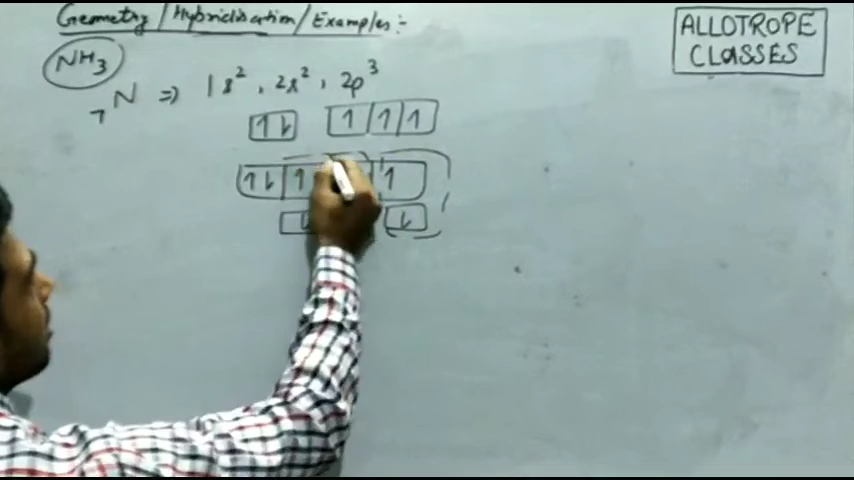 Geometry / Hybridisation / Examples :-
ALLOTROPE
CLASSES
NH₃
₇N ⇒ 1s², 2s², 2p³
↑⇂ ↑ ↑ ↑
↑⇂ ↑ ↑
⇂ ⇂